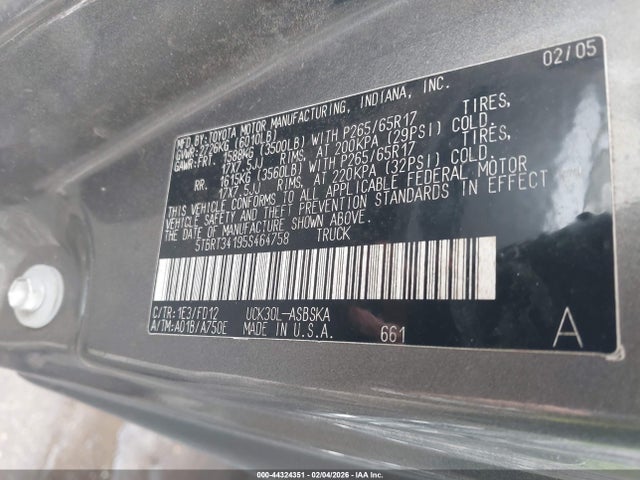 02/05
MFD.BY:TOYOTA MOTOR MANUFACTURING, INDIANA, INC.
GVWR:2726KG (6010LB)
GAWR:FRT. 1588KG (3500LB) WITH P265/65R17 TIRES,
17X7.5JJ RIMS, AT 200KPA (29PSI) COLD.
RR. 1615KG (3560LB) WITH P265/65R17 TIRES,
17X7.5JJ RIMS, AT 220KPA (32PSI) COLD.
THIS VEHICLE CONFORMS TO ALL APPLICABLE FEDERAL MOTOR
VEHICLE SAFETY AND THEFT PREVENTION STANDARDS IN EFFECT
ON THE DATE OF MANUFACTURE SHOWN ABOVE.
5TBRT34195S464758 TRUCK
C/TR:1E3/FD12 UCK30L-ASBSKA
A/TM:A01B/A750E MADE IN U.S.A. 661 A
000-44324351 - 02/04/2026 - IAAI.COM